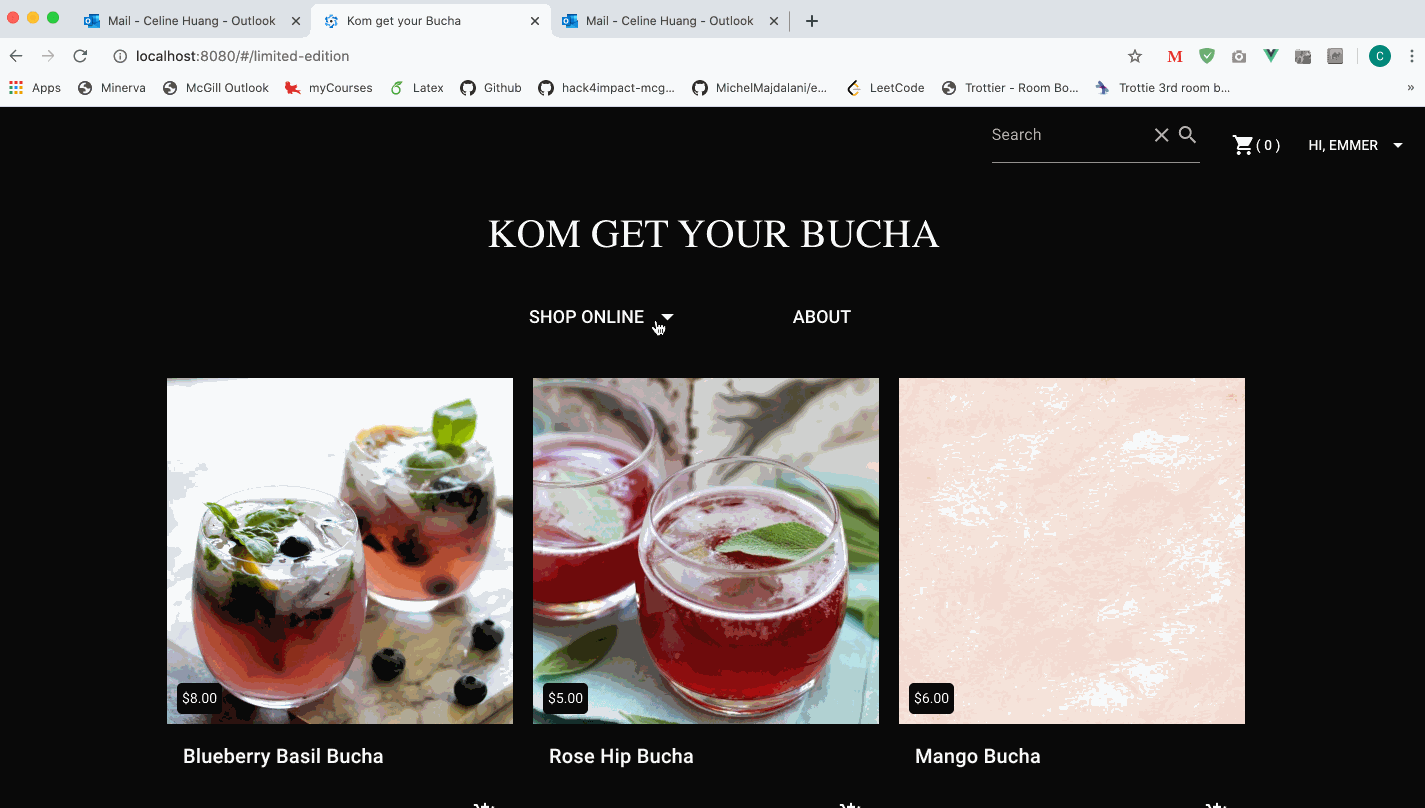 Mail - Celine Huang - Outlook
Kom get your Bucha
Mail - Celine Huang - Outlook
localhost:8080/#/limited-edition
M
C
Apps
Minerva
McGill Outlook
myCourses
Latex
Github
hack4impact-mcg...
MichelMajdalani/e...
LeetCode
Trottier - Room Bo...
Trottie 3rd room b...
»
Search
( 0 )
HI, EMMER
KOM GET YOUR BUCHA
SHOP ONLINE
ABOUT
$8.00
$5.00
$6.00
Blueberry Basil Bucha
Rose Hip Bucha
Mango Bucha